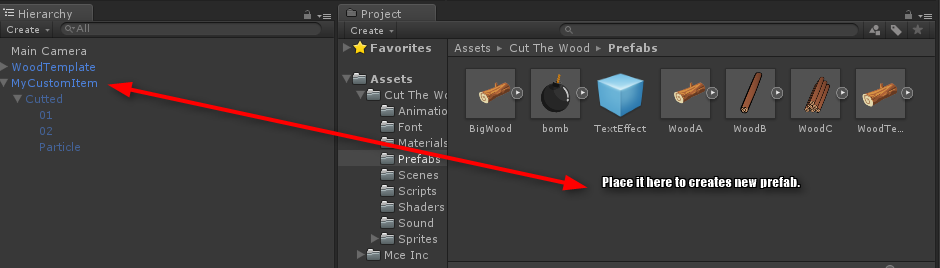 Hierarchy
Create
All
Main Camera
WoodTemplate
MyCustomItem
Cutted
01
02
Particle
Project
Create
Favorites
Assets
Cut The Wo
Animatio
Font
Materials
Prefabs
Scenes
Scripts
Shaders
Sound
Sprites
Mce Inc
Assets Cut The Wood Prefabs
BigWood bomb TextEffect WoodA WoodB WoodC WoodTe...
Place it here to creates new prefab.